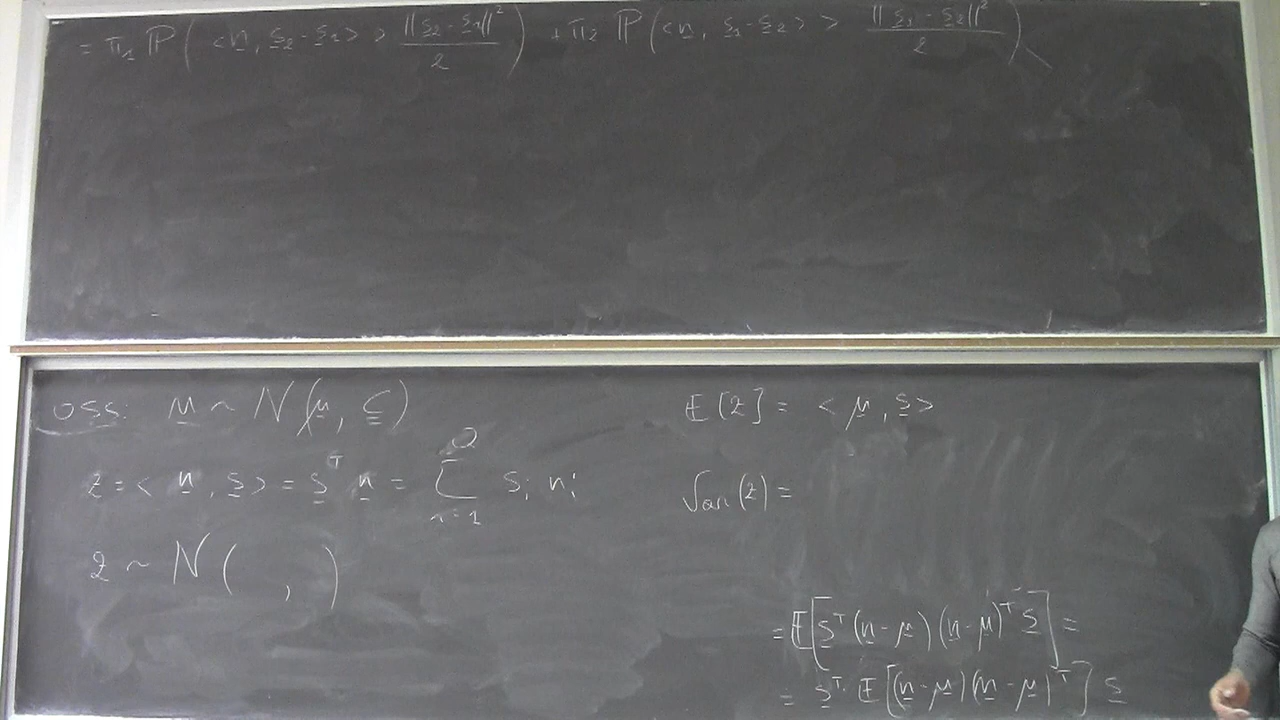 = π₁ ℙ( <n, s₂ - s₁> > ||s₂ - s₁||² / 2 ) + π₂ ℙ( <n, s₁ - s₂> > ||s₁ - s₂||² / 2 )
OSS: n ~ N(μ, C)
E[z] = <μ, s>
z = <n, s> = sᵀ n = Σ sᵢ nᵢ
Var(z) =
z ~ N( , )
= E[sᵀ(n-μ)(n-μ)ᵀ s] =
= sᵀ E[(n-μ)(n-μ)ᵀ] s